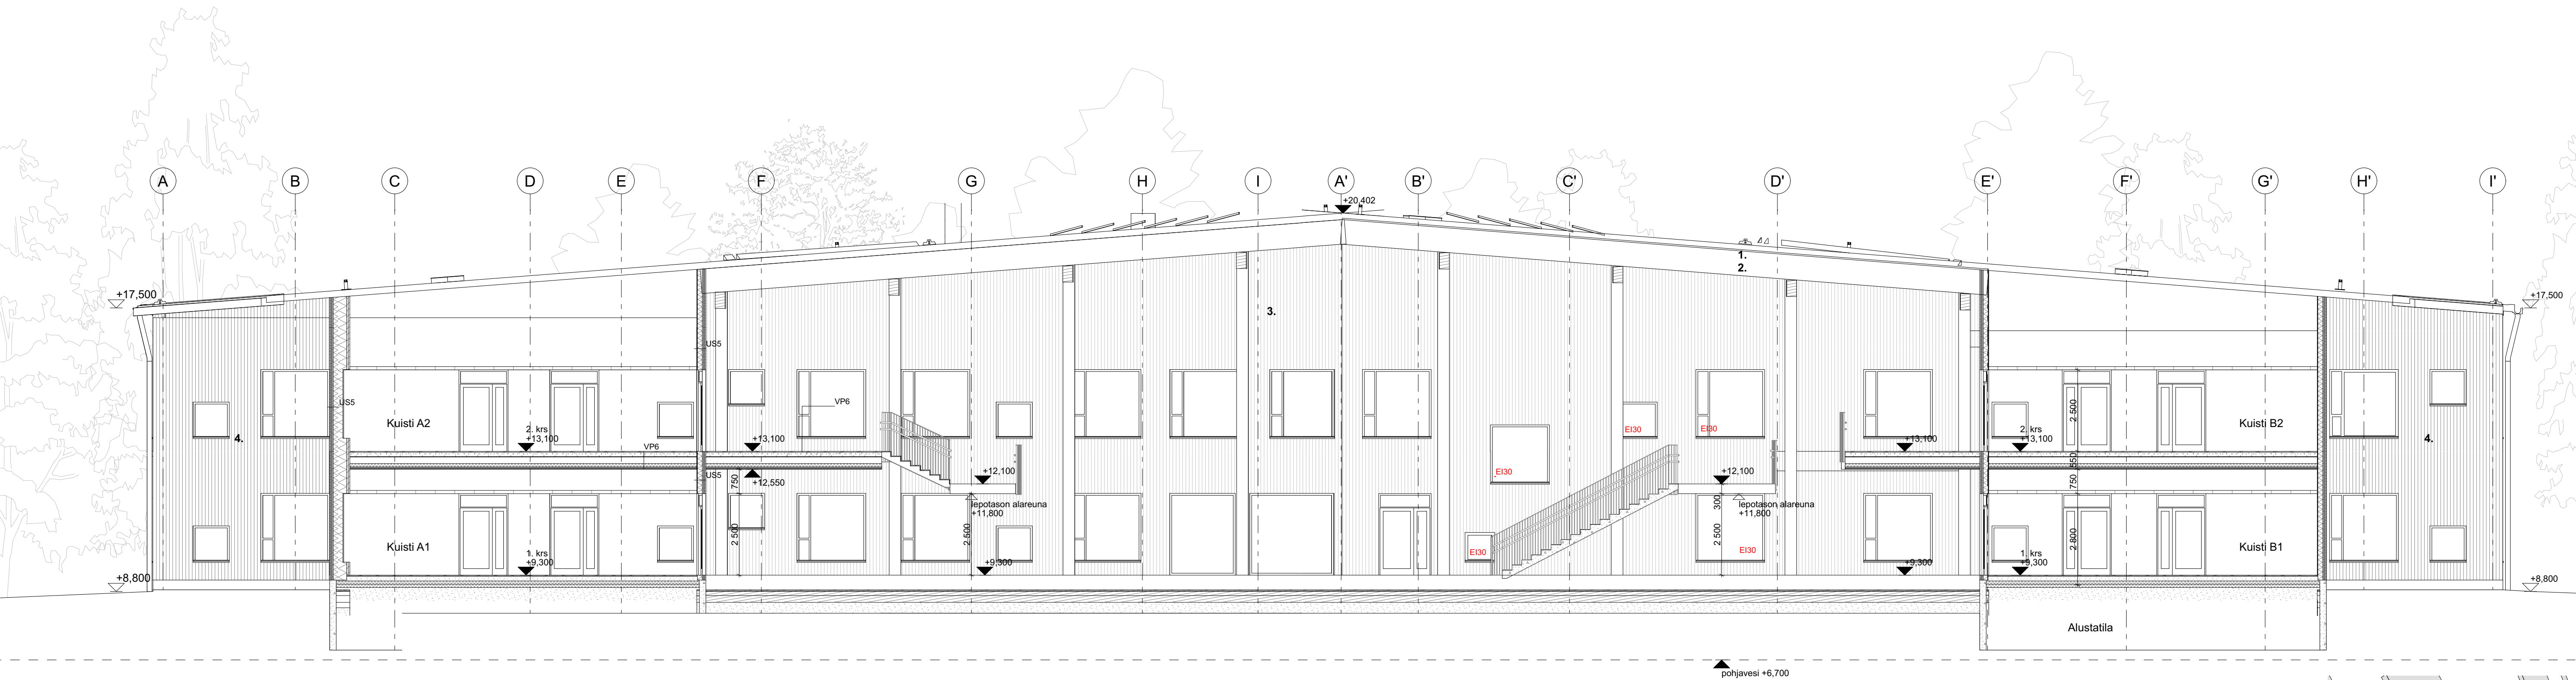 A B C D E F G H I A' B' C' D' E' F' G' H' I'
+20,402
1.
2.
+17,500
+17,500
3.
US5
US5
VP6
2 500
Kuisti A2
2. krs
+13,100
4.
VP6
+13,100
EI30
EI30
+13,100
2. krs
+13,100
Kuisti B2
4.
US5
750
+12,550
+12,100
EI30
+12,100
550
750
lepotason alareuna
+11,800
300
lepotason alareuna
+11,800
2 500
2 500
2 500
2 800
Kuisti A1
1. krs
+9,300
+9,300
EI30
EI30
+9,300
1. krs
+9,300
Kuisti B1
+8,800
+8,800
Alustatila
pohjavesi +6,700